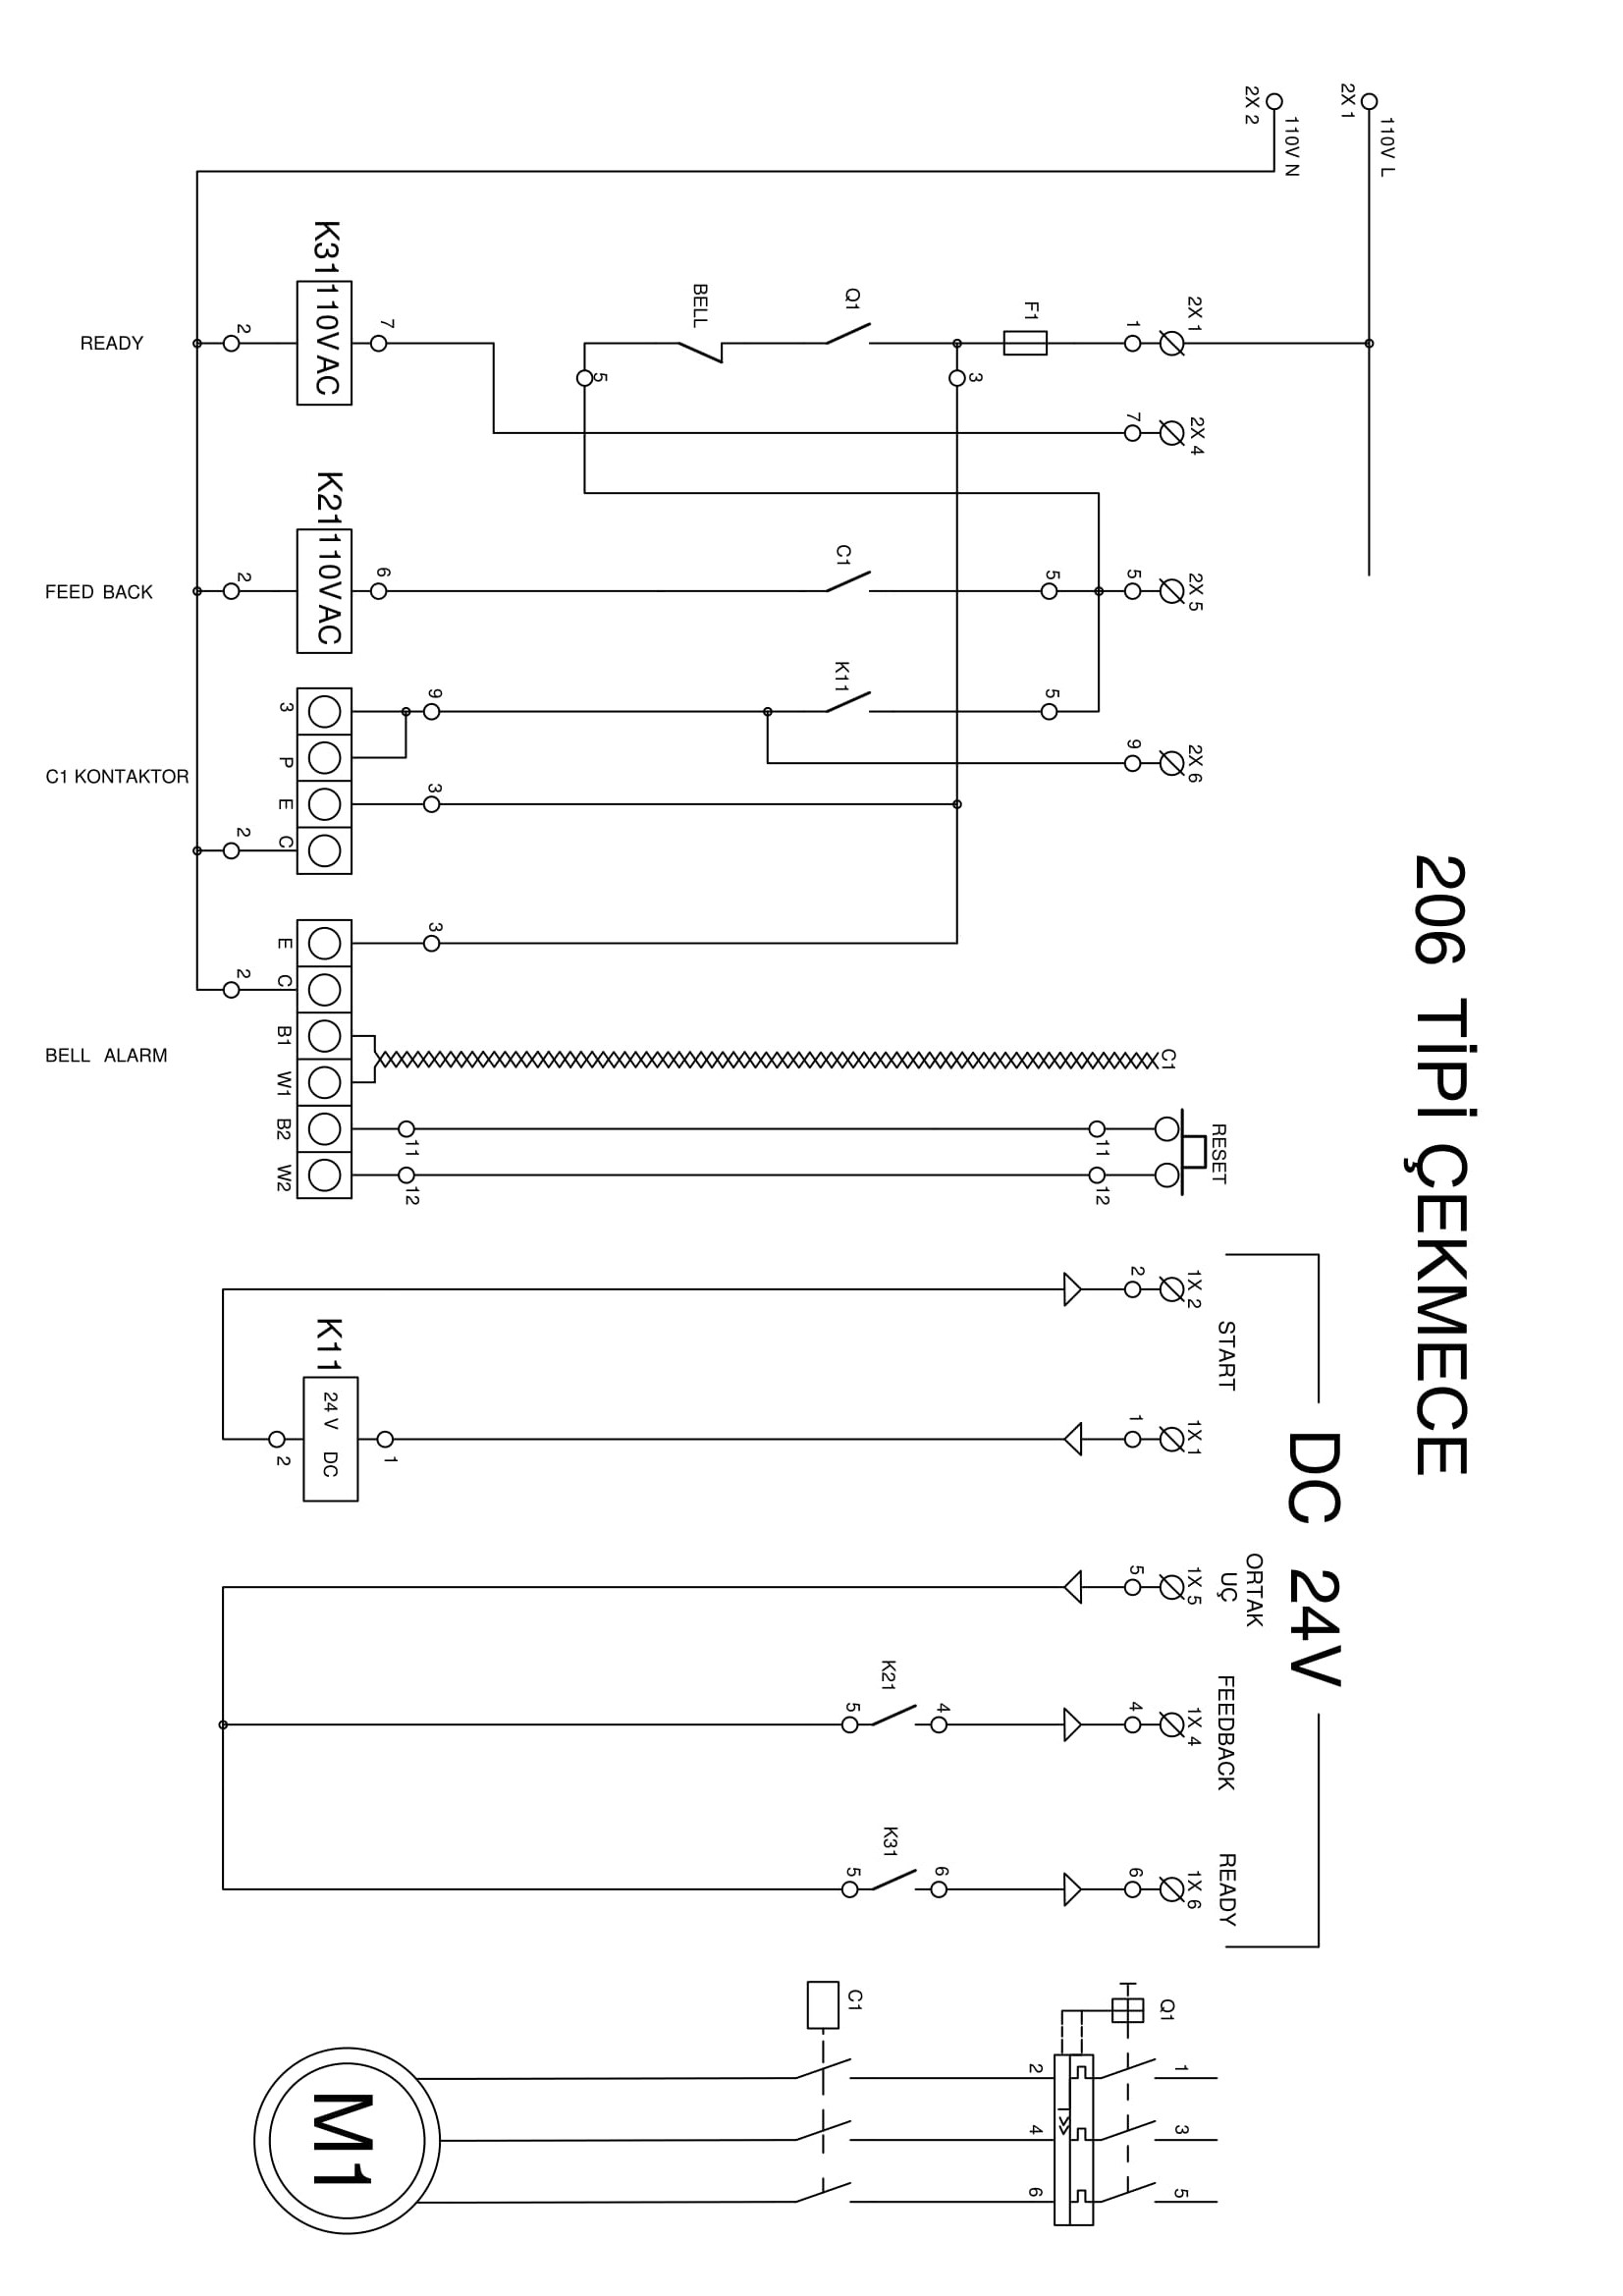 206 TİPİ ÇEKMECE
110V L
2X 1
110V N
2X 2
2X 1
1
F1
3
Q1
BELL
5
7
K31
110V AC
2
READY
2X 4
7
2X 5
5
5
C1
6
K21
110V AC
2
FEED BACK
5
K11
9
2X 6
9
3
3
P
E
C
2
C1 KONTAKTOR
3
E
C
B1
W1
B2
W2
2
BELL ALARM
C1
RESET
11
12
11
12
DC 24V
START
1X 2
2
1X 1
1
K11
24 V DC
1
2
ORTAK
UÇ
1X 5
5
FEEDBACK
1X 4
4
K21
4
5
READY
1X 6
6
K31
6
5
Q1
1
3
5
I>>
2
4
6
C1
M1